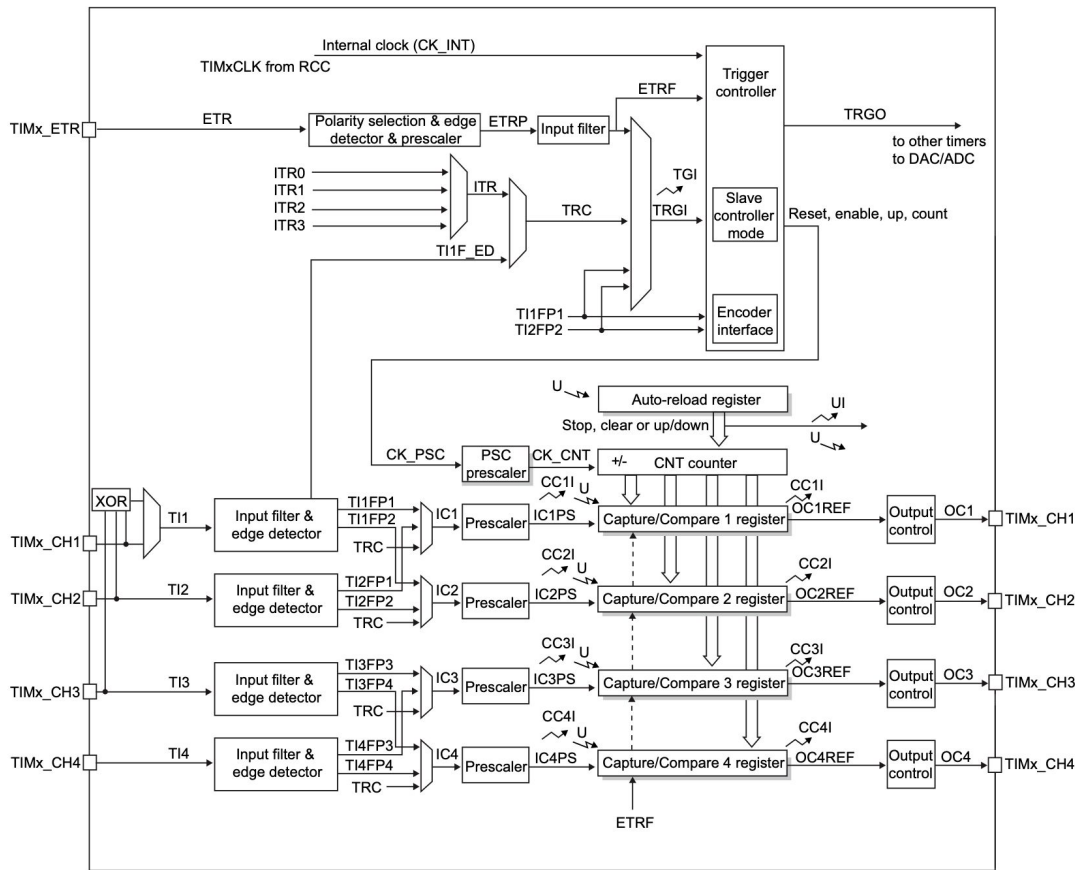 Internal clock (CK_INT)
TIMxCLK from RCC
Trigger
controller
ETRF
TIMx_ETR
ETR
Polarity selection & edge
detector & prescaler
ETRP
Input filter
TRGO
to other timers
to DAC/ADC
ITR0
ITR1
ITR2
ITR3
ITR
TRC
TGI
TRGI
Slave
controller
mode
Reset, enable, up, count
TI1F_ED
TI1FP1
TI2FP2
Encoder
interface
U
Auto-reload register
UI
Stop, clear or up/down
U
CK_PSC
PSC
prescaler
CK_CNT
+/-
CNT counter
XOR
TIMx_CH1
TI1
Input filter &
edge detector
TI1FP1
TI1FP2
TRC
IC1
Prescaler
CC1I
U
IC1PS
Capture/Compare 1 register
CC1I
OC1REF
Output
control
OC1
TIMx_CH1
TIMx_CH2
TI2
Input filter &
edge detector
TI2FP1
TI2FP2
TRC
IC2
Prescaler
CC2I
U
IC2PS
Capture/Compare 2 register
CC2I
OC2REF
Output
control
OC2
TIMx_CH2
TIMx_CH3
TI3
Input filter &
edge detector
TI3FP3
TI3FP4
TRC
IC3
Prescaler
CC3I
U
IC3PS
Capture/Compare 3 register
CC3I
OC3REF
Output
control
OC3
TIMx_CH3
TIMx_CH4
TI4
Input filter &
edge detector
TI4FP3
TI4FP4
TRC
IC4
Prescaler
CC4I
U
IC4PS
Capture/Compare 4 register
CC4I
OC4REF
Output
control
OC4
TIMx_CH4
ETRF